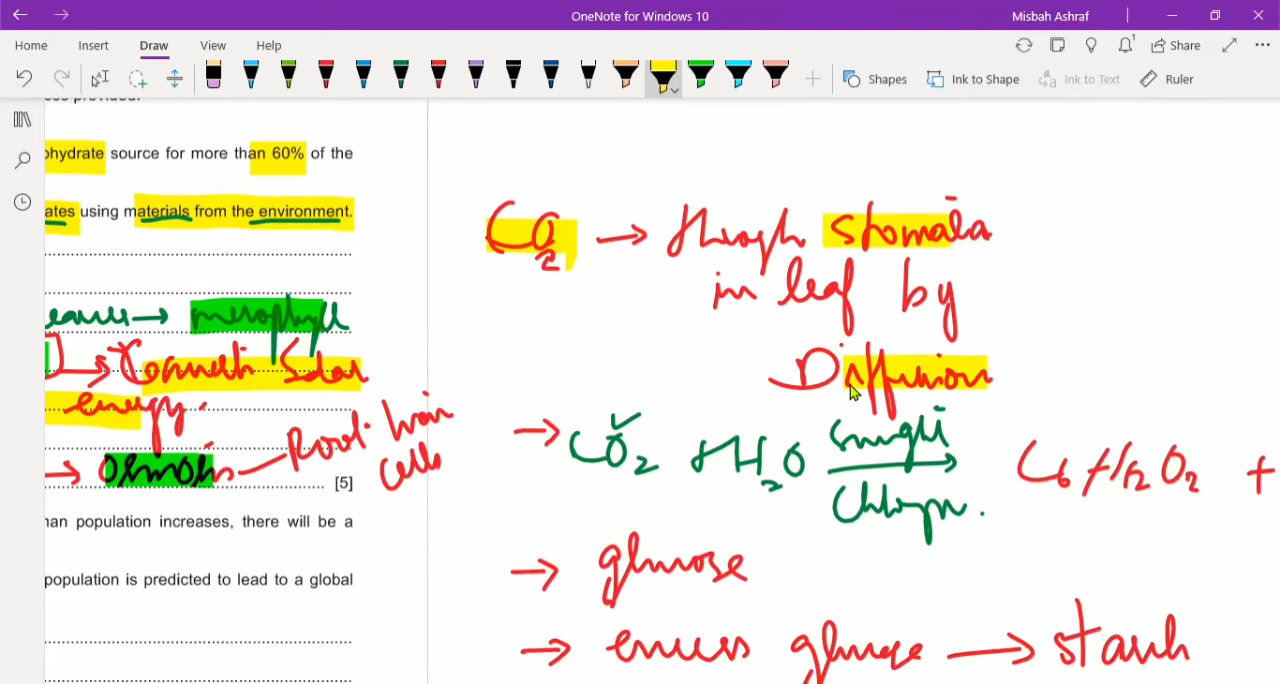 OneNote for Windows 10
Misbah Ashraf
Home Insert Draw View Help
Share
Shapes Ink to Shape Ink to Text Ruler
ohydrate source for more than 60% of the
ates using materials from the environment.
eaves → mesophyll
→ Solar
energy.
→ Osmosis — Root hair
cells
[5]
nan population increases, there will be a
population is predicted to lead to a global
CO2 → through stomata
in leaf by
Diffusion
→ CO2 H2O sunlight
C6H12O2 +
→ glucose
→ excess glucose → starch